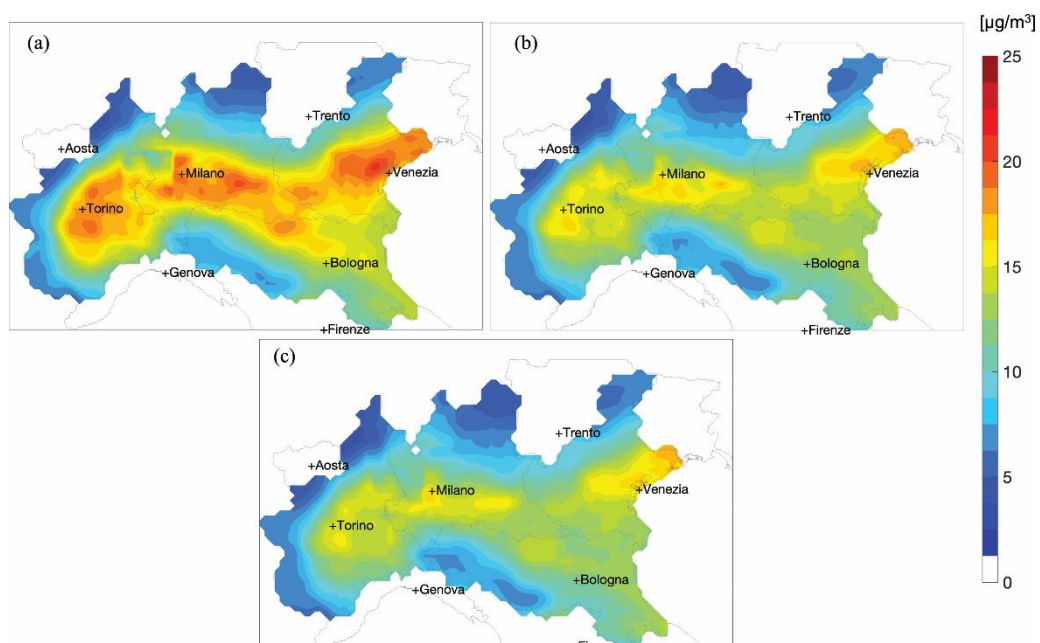 [µg/m³]
(a)
+Trento
+Aosta
+Milano
+Venezia
+Torino
+Genova
+Bologna
+Firenze
(b)
+Trento
+Aosta
+Milano
+Venezia
+Torino
+Genova
+Bologna
+Firenze
25
20
15
10
5
0
(c)
+Trento
+Aosta
+Milano
+Venezia
+Torino
+Genova
+Bologna